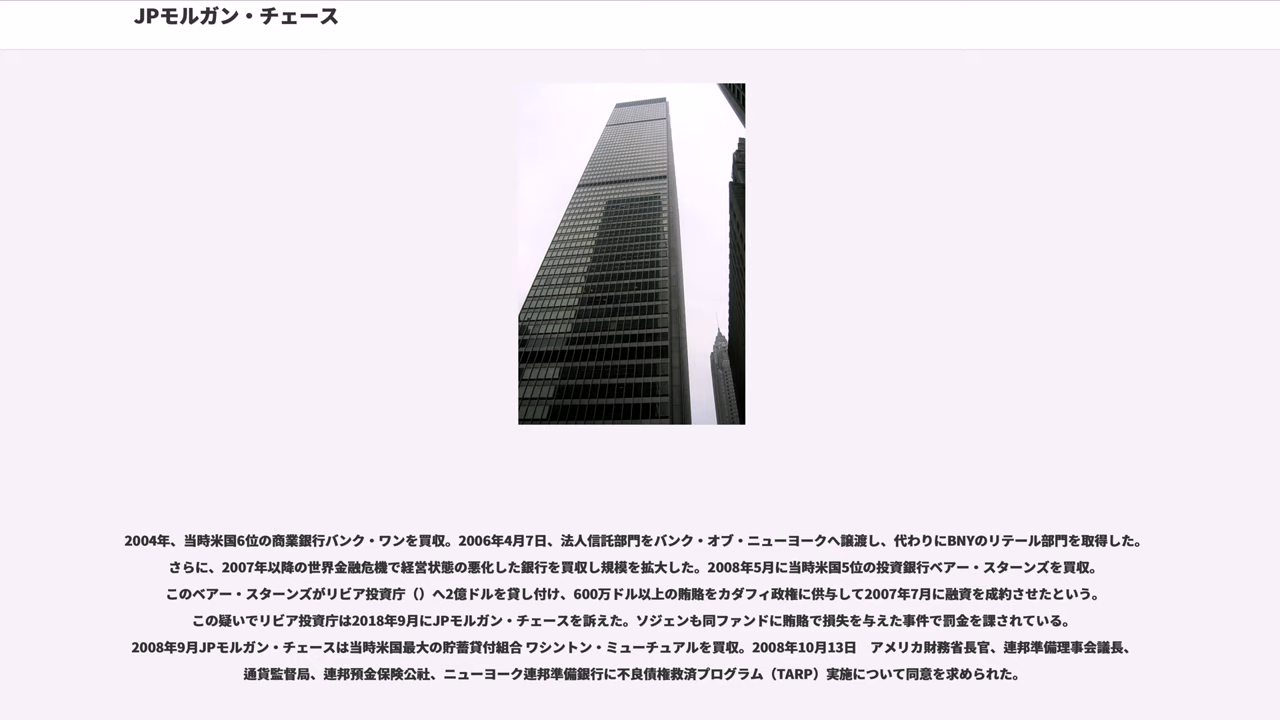 JPモルガン・チェース
2004年、当時米国6位の商業銀行バンク・ワンを買収。2006年4月7日、法人信託部門をバンク・オブ・ニューヨークへ譲渡し、代わりにBNYのリテール部門を取得した。
さらに、2007年以降の世界金融危機で経営状態の悪化した銀行を買収し規模を拡大した。2008年5月に当時米国5位の投資銀行ベアー・スターンズを買収。
このベアー・スターンズがリビア投資庁（）へ2億ドルを貸し付け、600万ドル以上の賄賂をカダフィ政権に供与して2007年7月に融資を成約させたという。
この疑いでリビア投資庁は2018年9月にJPモルガン・チェースを訴えた。ソジェンも同ファンドに賄賂で損失を与えた事件で罰金を課されている。
2008年9月JPモルガン・チェースは当時米国最大の貯蓄貸付組合 ワシントン・ミューチュアルを買収。2008年10月13日　アメリカ財務省長官、連邦準備理事会議長、
通貨監督局、連邦預金保険公社、ニューヨーク連邦準備銀行に不良債権救済プログラム（TARP）実施について同意を求められた。